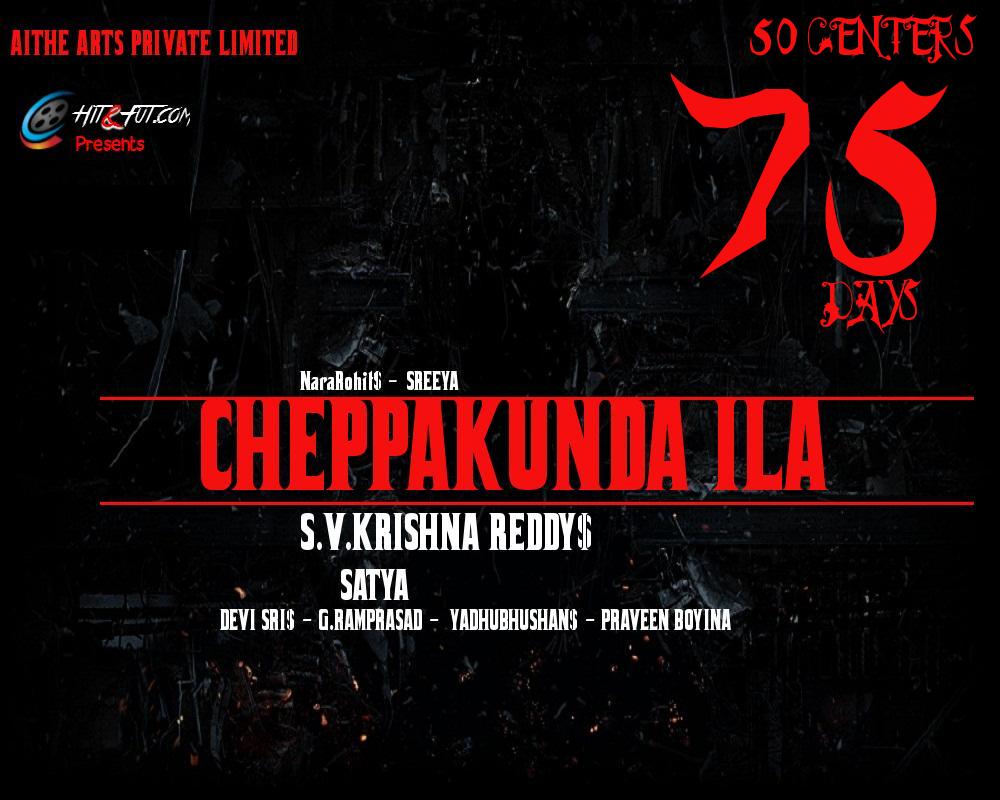 AITHE ARTS PRIVATE LIMITED
50 CENTERS
HIT&FUT.COM
Presents
75
DAYS
NaraRohit$ - SREEYA
CHEPPAKUNDA ILA
S.V.KRISHNA REDDY$
SATYA
DEVI SRI$ - G.RAMPRASAD - YADHUBHUSHAN$ - PRAVEEN BOYINA